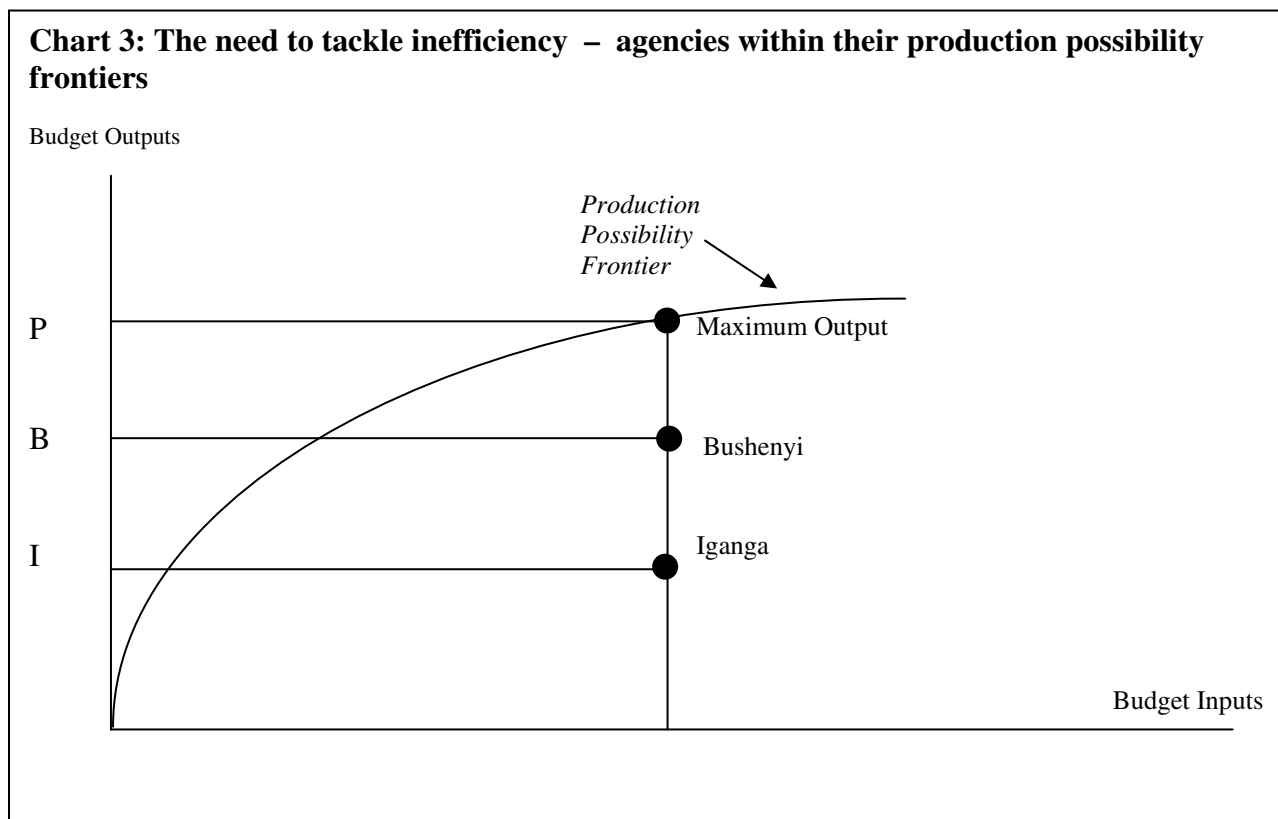 Chart 3: The need to tackle inefficiency – agencies within their production possibility
frontiers
Budget Outputs
Production
Possibility
Frontier
P
Maximum Output
B
Bushenyi
I
Iganga
Budget Inputs